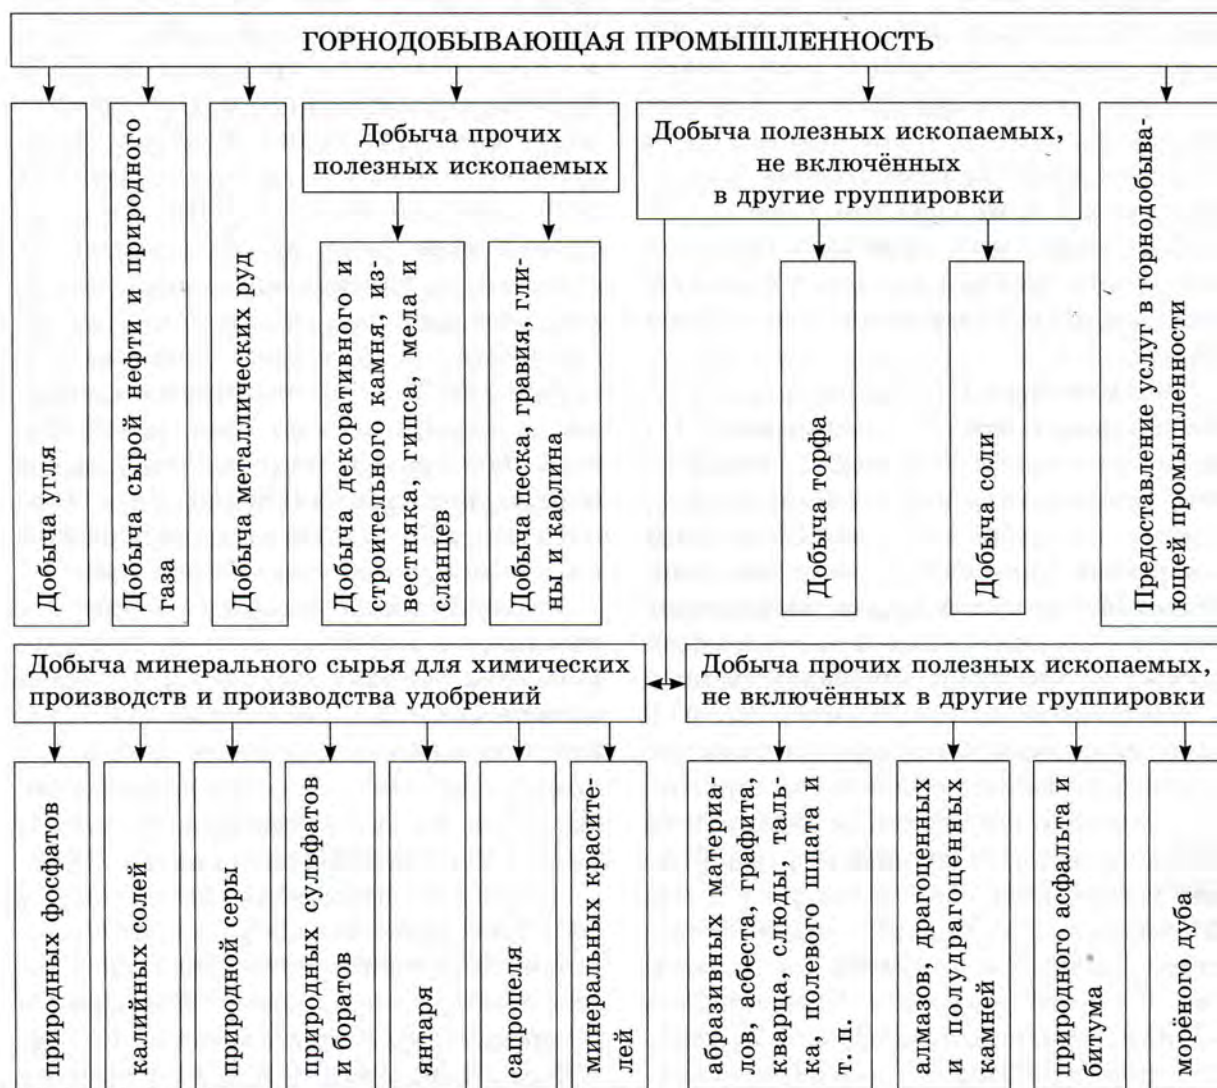 ГОРНОДОБЫВАЮЩАЯ ПРОМЫШЛЕННОСТЬ
Добыча угля
Добыча сырой нефти и природного
газа
Добыча металлических руд
Добыча прочих
полезных ископаемых
Добыча декоративного и
строительного камня, из-
вестняка, гипса, мела и
сланцев
Добыча песка, гравия, гли
ны и каолина
Добыча полезных ископаемых,
не включённых
в другие группировки
Добыча торфа
Добыча соли
Предоставление услуг в горнодобыва-
ющей промышленности
Добыча минерального сырья для химических
производств и производства удобрений
природных фосфатов
калийных солей
природной серы
природных сульфатов
и боратов
янтаря
сапропеля
минеральных красите-
лей
Добыча прочих полезных ископаемых,
не включённых в другие группировки
абразивных материа-
лов, асбеста, графита,
кварца, слюды, таль-
ка, полевого шпата и
т. п.
алмазов, драгоценных
и полудрагоценных
камней
природного асфальта и
битума
морёного дуба